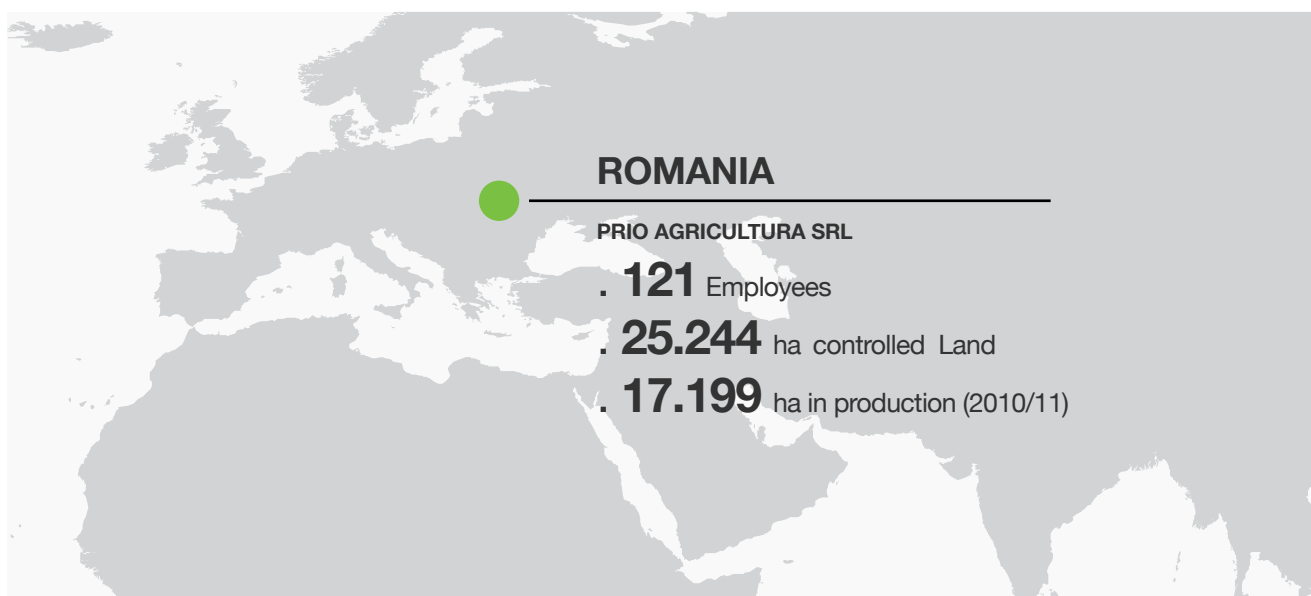 ROMANIA
PRIO AGRICULTURA SRL
. 121 Employees
. 25.244 ha controlled Land
. 17.199 ha in production (2010/11)